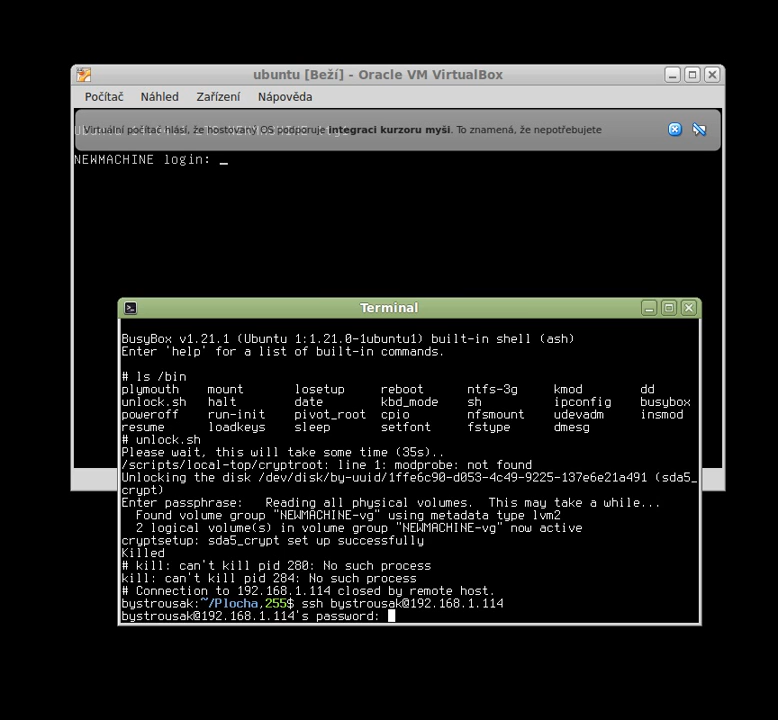 ubuntu [Beží] - Oracle VM VirtualBox
Počítač Náhled Zařízení Nápověda
Virtuální počítač hlásí, že hostovaný OS podporuje integraci kurzoru myši. To znamená, že nepotřebujete
NEWMACHINE login: _
Terminal
BusyBox v1.21.1 (Ubuntu 1:1.21.0-1ubuntu1) built-in shell (ash)
Enter 'help' for a list of built-in commands.
# ls /bin
plymouth mount losetup reboot ntfs-3g kmod dd
unlock.sh halt date kbd_mode sh ipconfig busybox
poweroff run-init pivot_root cpio nfsmount udevadm insmod
resume loadkeys sleep setfont fstype dmesg
# unlock.sh
Please wait, this will take some time (35s)..
/scripts/local-top/cryptroot: line 1: modprobe: not found
Unlocking the disk /dev/disk/by-uuid/1ffe6c90-d053-4c49-9225-137e6e21a491 (sda5_
crypt)
Enter passphrase:   Reading all physical volumes.  This may take a while...
  Found volume group "NEWMACHINE-vg" using metadata type lvm2
  2 logical volume(s) in volume group "NEWMACHINE-vg" now active
cryptsetup: sda5_crypt set up successfully
Killed
# kill: can't kill pid 280: No such process
kill: can't kill pid 284: No such process
# Connection to 192.168.1.114 closed by remote host.
bystrousak:~/Plocha,255$ ssh bystrousak@192.168.1.114
bystrousak@192.168.1.114's password: